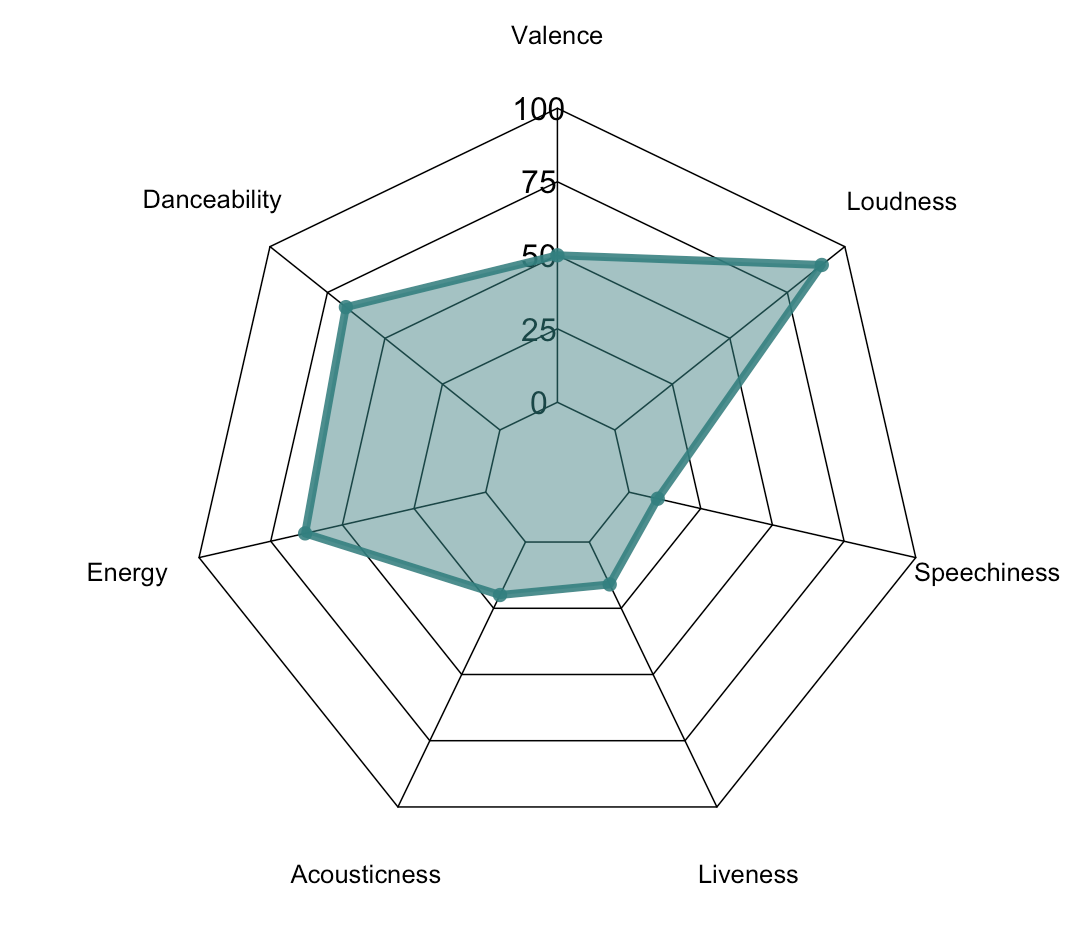 Valence
100
Danceability
75
Loudness
50
25
0
Energy
Speechiness
Acousticness
Liveness